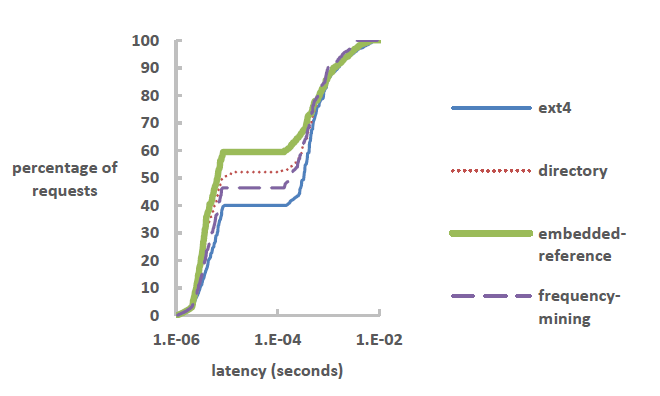 100
90
80
70
60
50
40
30
20
10
0
percentage of
requests
1.E-06
1.E-04
1.E-02
latency (seconds)
ext4
directory
embedded-
reference
frequency-
mining